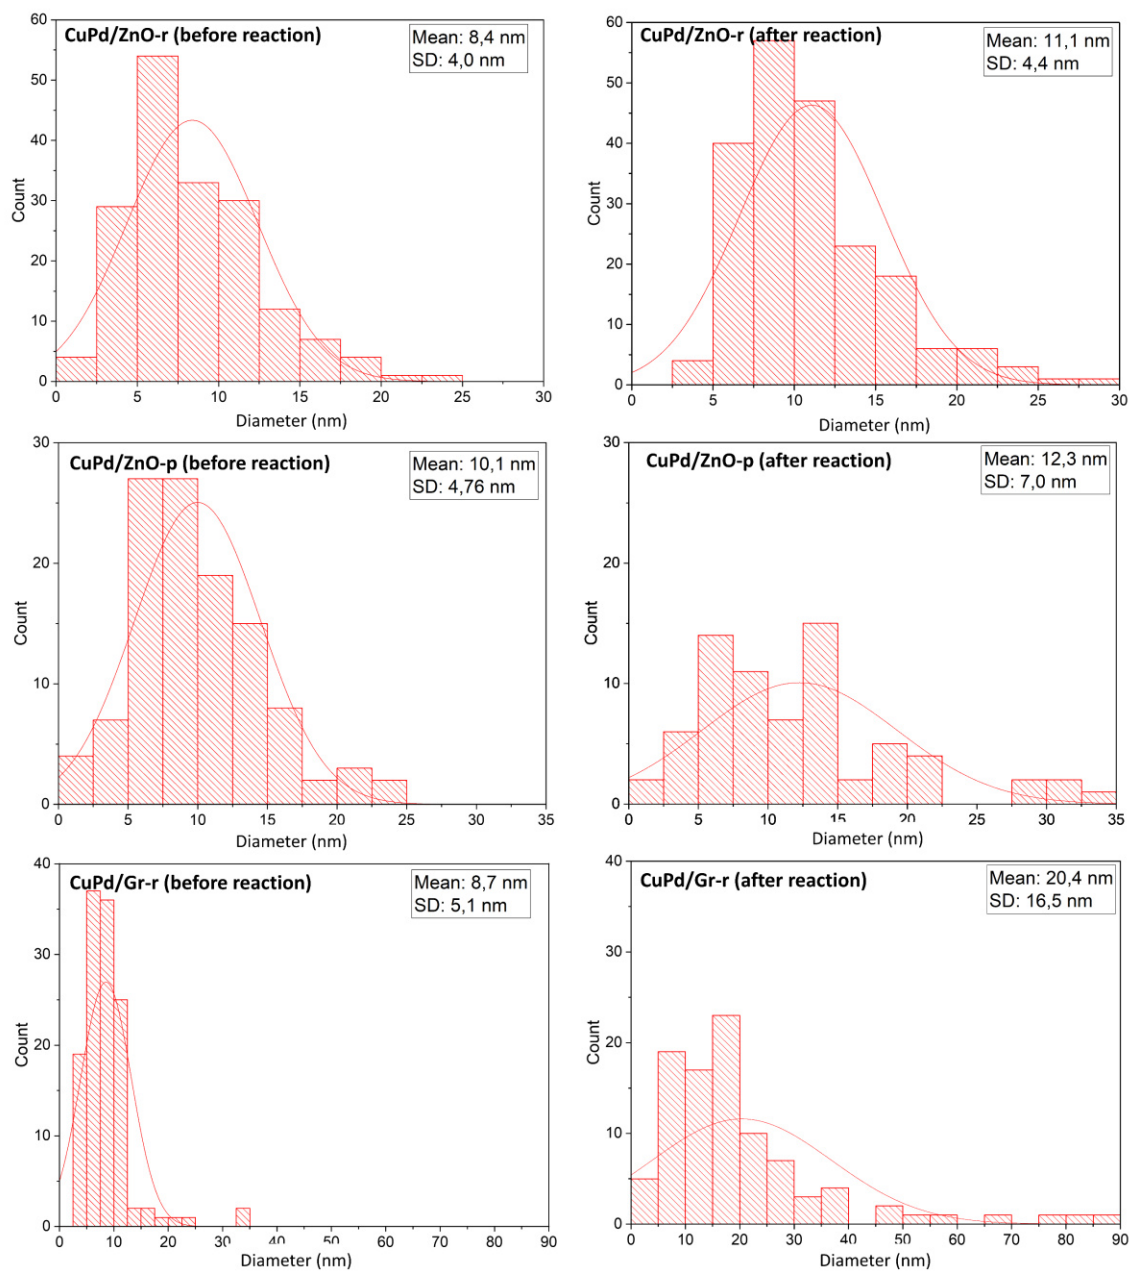 CuPd/ZnO-r (before reaction)
Mean: 8,4 nm
SD: 4,0 nm
60
50
40
30
20
10
0
Count
0 5 10 15 20 25 30
Diameter (nm)
CuPd/ZnO-r (after reaction)
Mean: 11,1 nm
SD: 4,4 nm
60
50
40
30
20
10
0
Count
0 5 10 15 20 25 30
Diameter (nm)
CuPd/ZnO-p (before reaction)
Mean: 10,1 nm
SD: 4,76 nm
30
20
10
0
Count
0 5 10 15 20 25 30 35
Diameter (nm)
CuPd/ZnO-p (after reaction)
Mean: 12,3 nm
SD: 7,0 nm
30
20
10
0
Count
0 5 10 15 20 25 30 35
Diameter (nm)
CuPd/Gr-r (before reaction)
Mean: 8,7 nm
SD: 5,1 nm
40
30
20
10
0
Count
0 10 20 30 40 50 60 70 80 90
Diameter (nm)
CuPd/Gr-r (after reaction)
Mean: 20,4 nm
SD: 16,5 nm
40
30
20
10
0
Count
0 10 20 30 40 50 60 70 80 90
Diameter (nm)